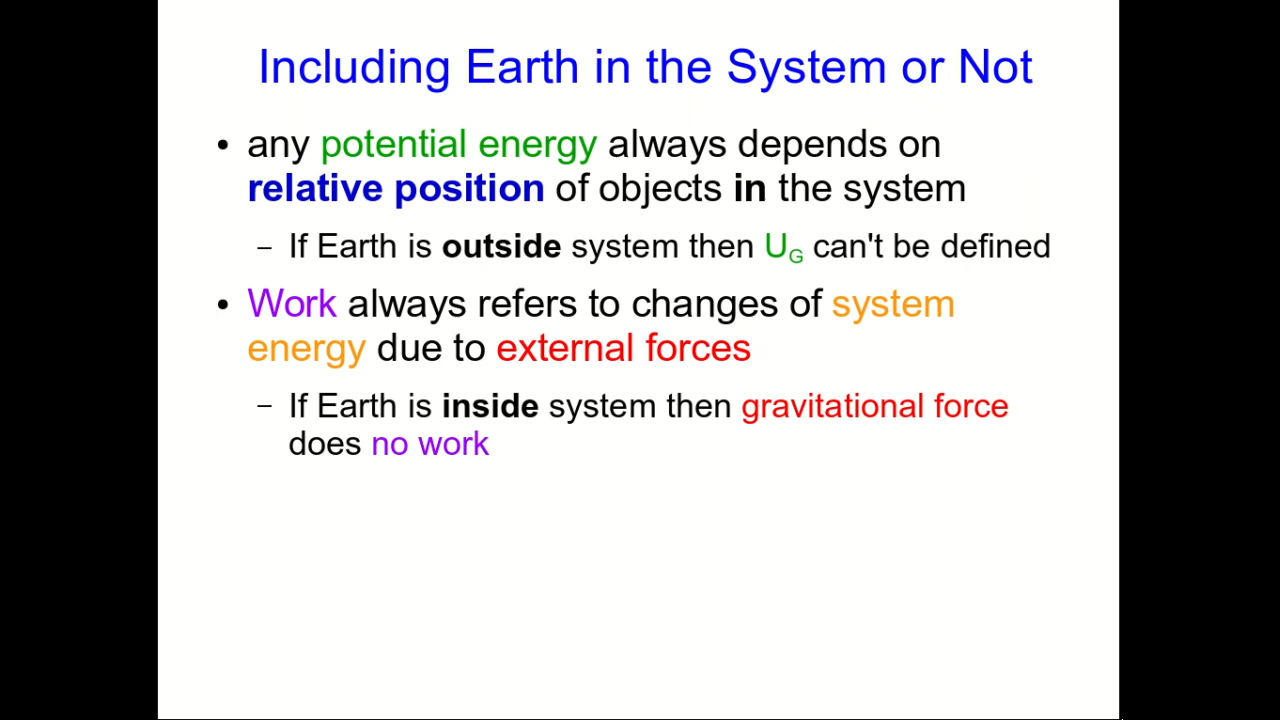 Including Earth in the System or Not
• any potential energy always depends on
relative position of objects in the system
– If Earth is outside system then UG can't be defined
• Work always refers to changes of system
energy due to external forces
– If Earth is inside system then gravitational force
does no work